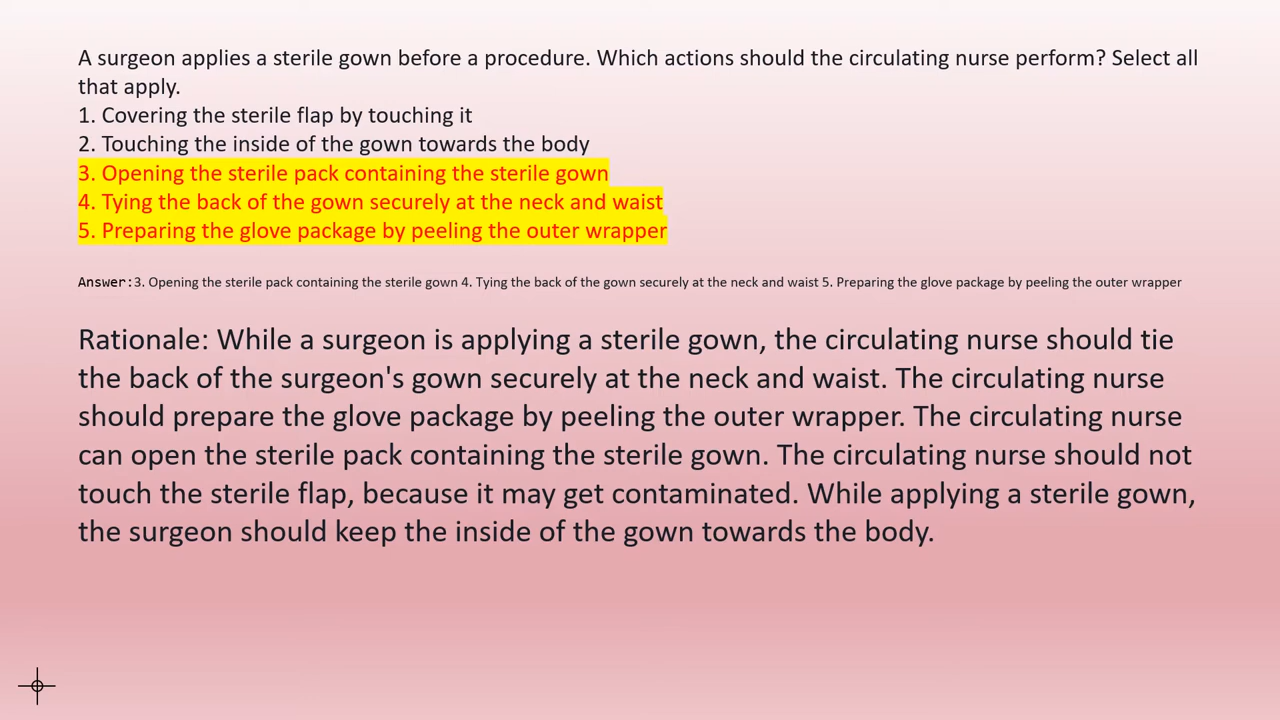 A surgeon applies a sterile gown before a procedure. Which actions should the circulating nurse perform? Select all
that apply.
1. Covering the sterile flap by touching it
2. Touching the inside of the gown towards the body
3. Opening the sterile pack containing the sterile gown
4. Tying the back of the gown securely at the neck and waist
5. Preparing the glove package by peeling the outer wrapper
Answer:3. Opening the sterile pack containing the sterile gown 4. Tying the back of the gown securely at the neck and waist 5. Preparing the glove package by peeling the outer wrapper
Rationale: While a surgeon is applying a sterile gown, the circulating nurse should tie
the back of the surgeon's gown securely at the neck and waist. The circulating nurse
should prepare the glove package by peeling the outer wrapper. The circulating nurse
can open the sterile pack containing the sterile gown. The circulating nurse should not
touch the sterile flap, because it may get contaminated. While applying a sterile gown,
the surgeon should keep the inside of the gown towards the body.